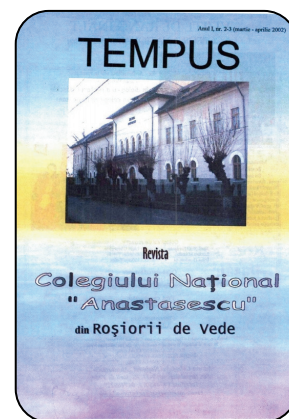 Anul I, nr. 2-3 (martie - aprilie 2002)
TEMPUS
Revista
Colegiului Național
"Anastasescu"
din Roșiorii de Vede